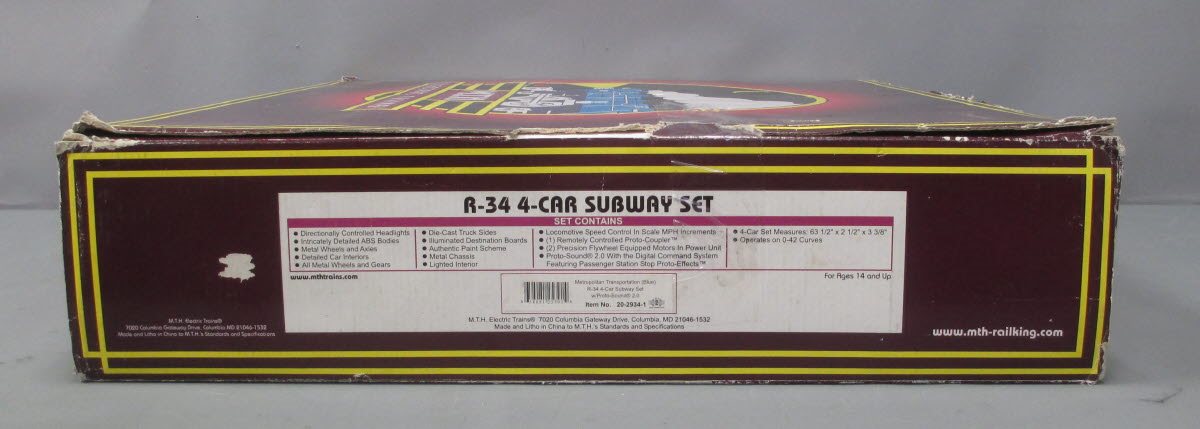 R-34 4-CAR SUBWAY SET
SET CONTAINS
• Directionally Controlled Headlights
• Intricately Detailed ABS Bodies
• Metal Wheels and Axles
• Detailed Car Interiors
• All Metal Wheels and Gears
• Die-Cast Truck Sides
• Illuminated Destination Boards
• Authentic Paint Scheme
• Metal Chassis
• Lighted Interior
• Locomotive Speed Control In Scale MPH Increments
• (1) Remotely Controlled Proto-Coupler™
• (2) Precision Flywheel Equipped Motors In Power Unit
• Proto-Sound® 2.0 With the Digital Command System
Featuring Passenger Station Stop Proto-Effects™
• 4-Car Set Measures: 63 1/2" x 2 1/2" x 3 3/8"
• Operates on 0-42 Curves
www.mthtrains.com
For Ages 14 and Up
Metropolitan Transportation (Blue)
R-34 4-Car Subway Set
w/Proto-Sound® 2.0
Item No. 20-2934-1
M.T.H. Electric Trains® 7020 Columbia Gateway Drive, Columbia, MD 21046-1532
Made and Litho in China to M.T.H.'s Standards and Specifications
M.T.H. Electric Trains®
7020 Columbia Gateway Drive, Columbia, MD 21046-1532
Made and Litho in China to M.T.H.'s Standards and Specifications
www.mth-railking.com